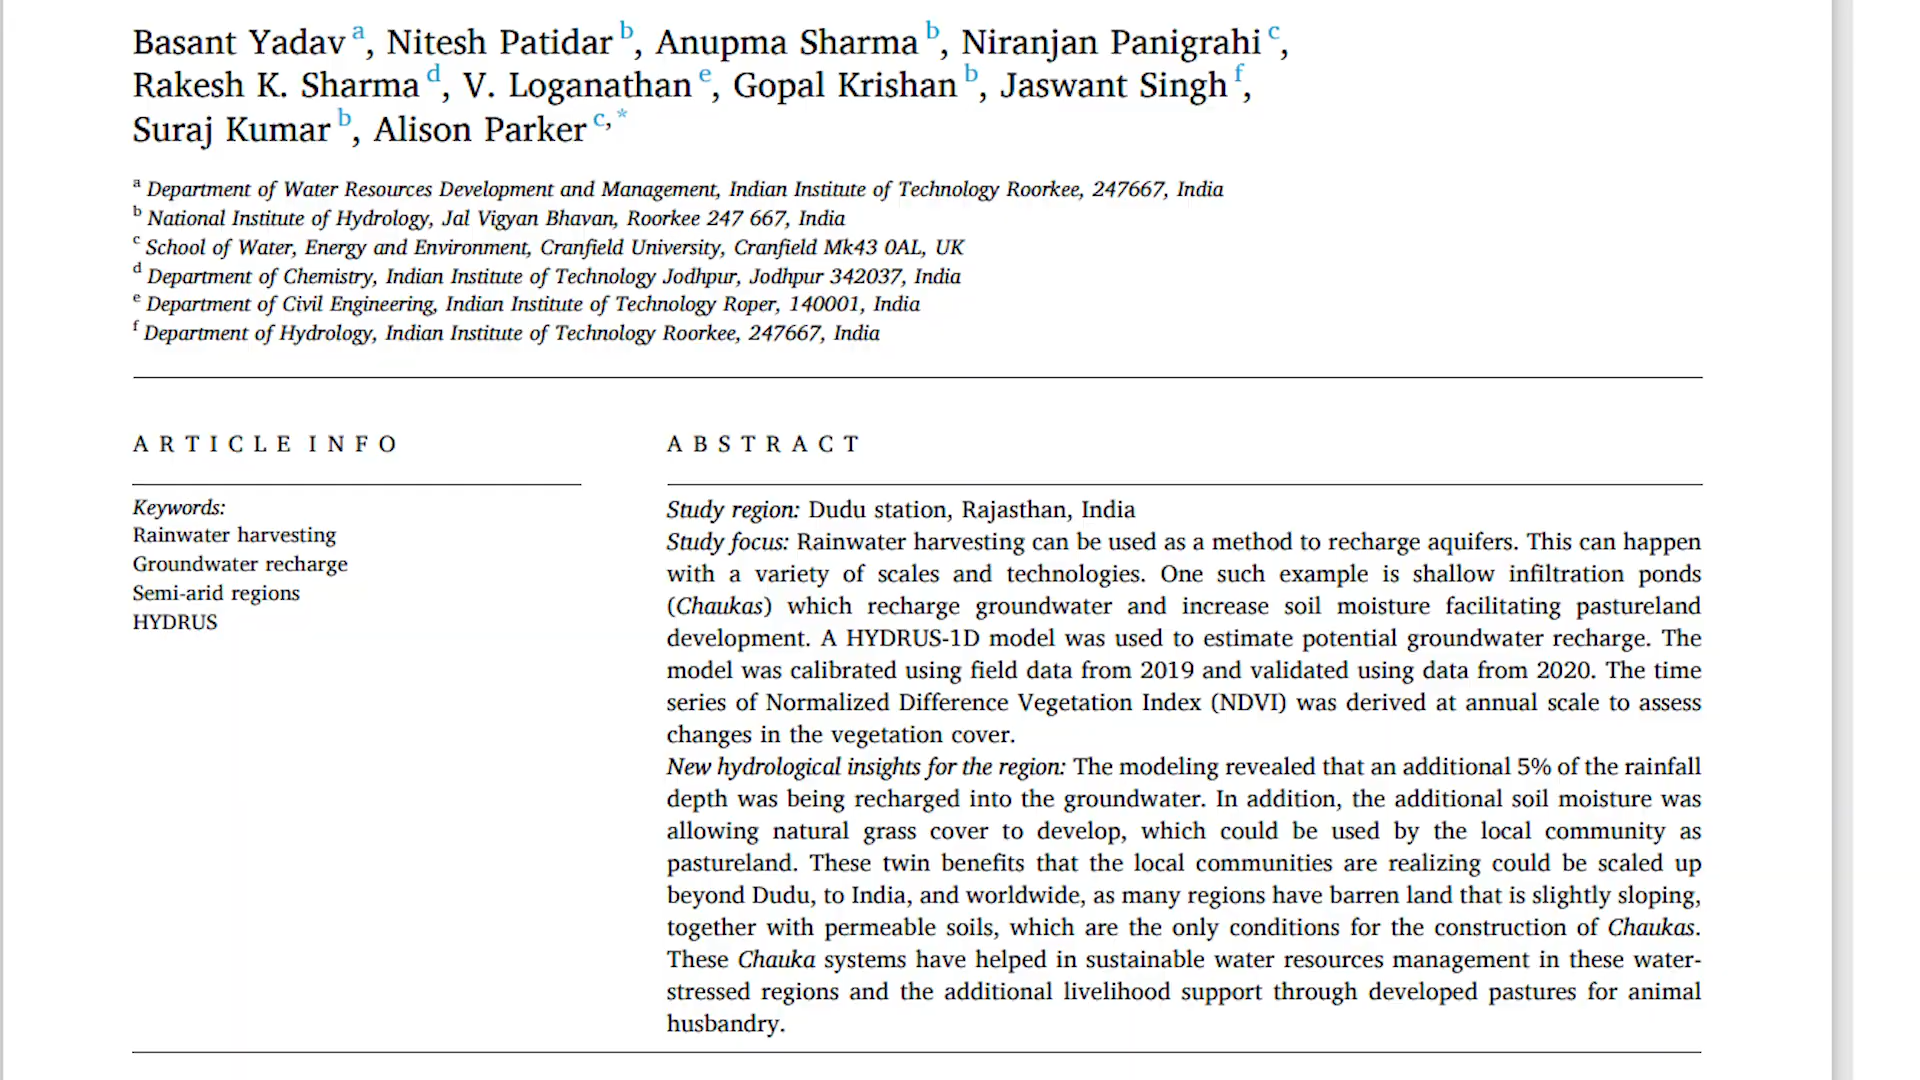 Basant Yadav a, Nitesh Patidar b, Anupma Sharma b, Niranjan Panigrahi c,
Rakesh K. Sharma d, V. Loganathan e, Gopal Krishan b, Jaswant Singh f,
Suraj Kumar b, Alison Parker c, *
a Department of Water Resources Development and Management, Indian Institute of Technology Roorkee, 247667, India
b National Institute of Hydrology, Jal Vigyan Bhavan, Roorkee 247 667, India
c School of Water, Energy and Environment, Cranfield University, Cranfield Mk43 0AL, UK
d Department of Chemistry, Indian Institute of Technology Jodhpur, Jodhpur 342037, India
e Department of Civil Engineering, Indian Institute of Technology Roper, 140001, India
f Department of Hydrology, Indian Institute of Technology Roorkee, 247667, India
ARTICLE INFO
Keywords:
Rainwater harvesting
Groundwater recharge
Semi-arid regions
HYDRUS
ABSTRACT
Study region: Dudu station, Rajasthan, India
Study focus: Rainwater harvesting can be used as a method to recharge aquifers. This can happen
with a variety of scales and technologies. One such example is shallow infiltration ponds
(Chaukas) which recharge groundwater and increase soil moisture facilitating pastureland
development. A HYDRUS-1D model was used to estimate potential groundwater recharge. The
model was calibrated using field data from 2019 and validated using data from 2020. The time
series of Normalized Difference Vegetation Index (NDVI) was derived at annual scale to assess
changes in the vegetation cover.
New hydrological insights for the region: The modeling revealed that an additional 5% of the rainfall
depth was being recharged into the groundwater. In addition, the additional soil moisture was
allowing natural grass cover to develop, which could be used by the local community as
pastureland. These twin benefits that the local communities are realizing could be scaled up
beyond Dudu, to India, and worldwide, as many regions have barren land that is slightly sloping,
together with permeable soils, which are the only conditions for the construction of Chaukas.
These Chauka systems have helped in sustainable water resources management in these water-
stressed regions and the additional livelihood support through developed pastures for animal
husbandry.